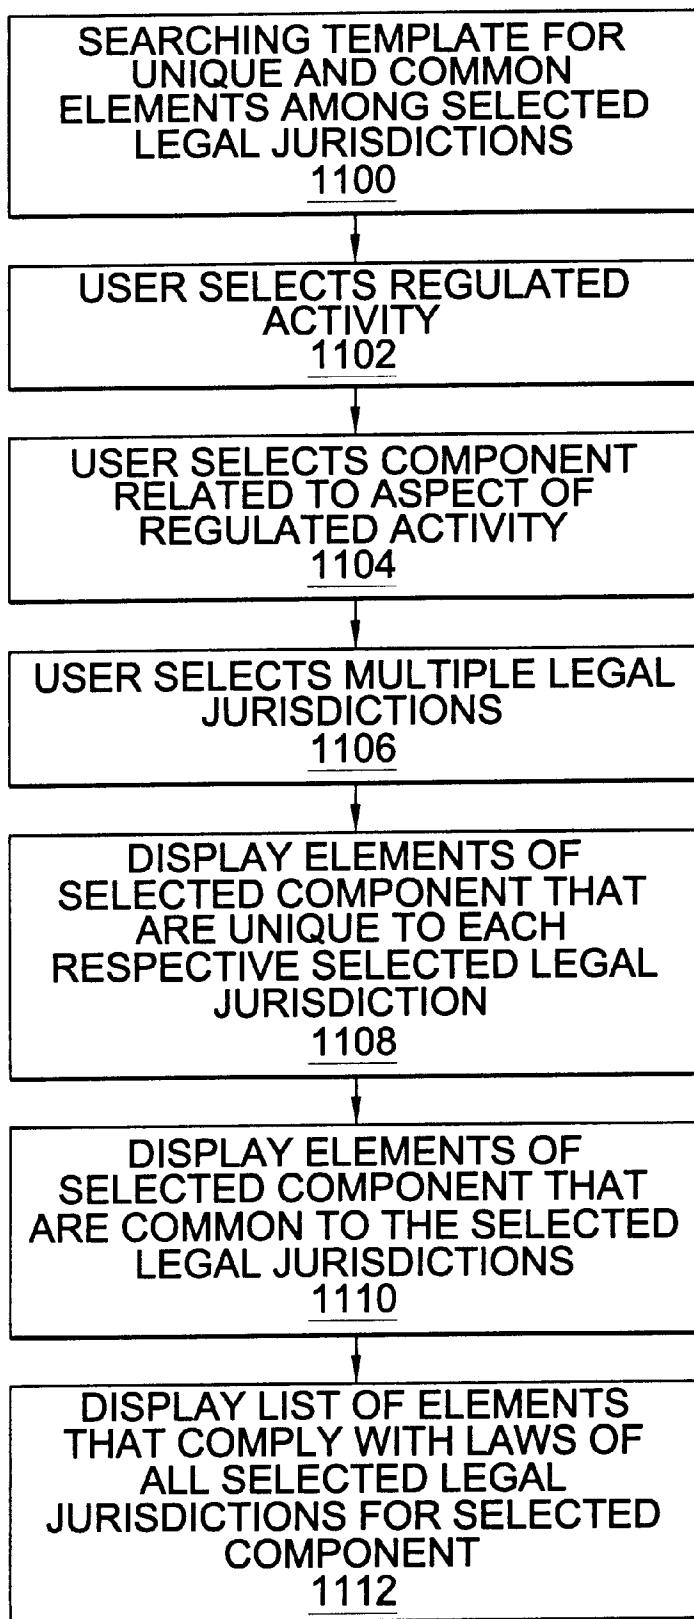 SEARCHING TEMPLATE FOR
UNIQUE AND COMMON
ELEMENTS AMONG SELECTED
LEGAL JURISDICTIONS
1100
USER SELECTS REGULATED
ACTIVITY
1102
USER SELECTS COMPONENT
RELATED TO ASPECT OF
REGULATED ACTIVITY
1104
USER SELECTS MULTIPLE LEGAL
JURISDICTIONS
1106
DISPLAY ELEMENTS OF
SELECTED COMPONENT THAT
ARE UNIQUE TO EACH
RESPECTIVE SELECTED LEGAL
JURISDICTION
1108
DISPLAY ELEMENTS OF
SELECTED COMPONENT THAT
ARE COMMON TO THE SELECTED
LEGAL JURISDICTIONS
1110
DISPLAY LIST OF ELEMENTS
THAT COMPLY WITH LAWS OF
ALL SELECTED LEGAL
JURISDICTIONS FOR SELECTED
COMPONENT
1112